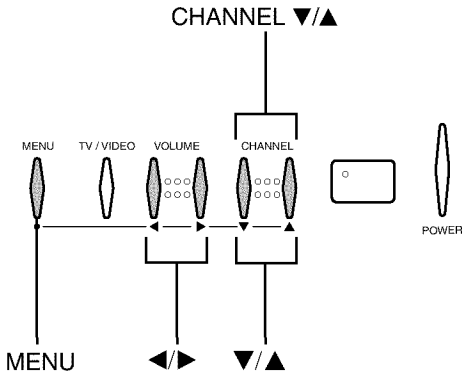 CHANNEL ▼/▲
MENU TV / VIDEO VOLUME CHANNEL
◀ ▶ ▼ ▲
POWER
MENU ◀/▶ ▼/▲